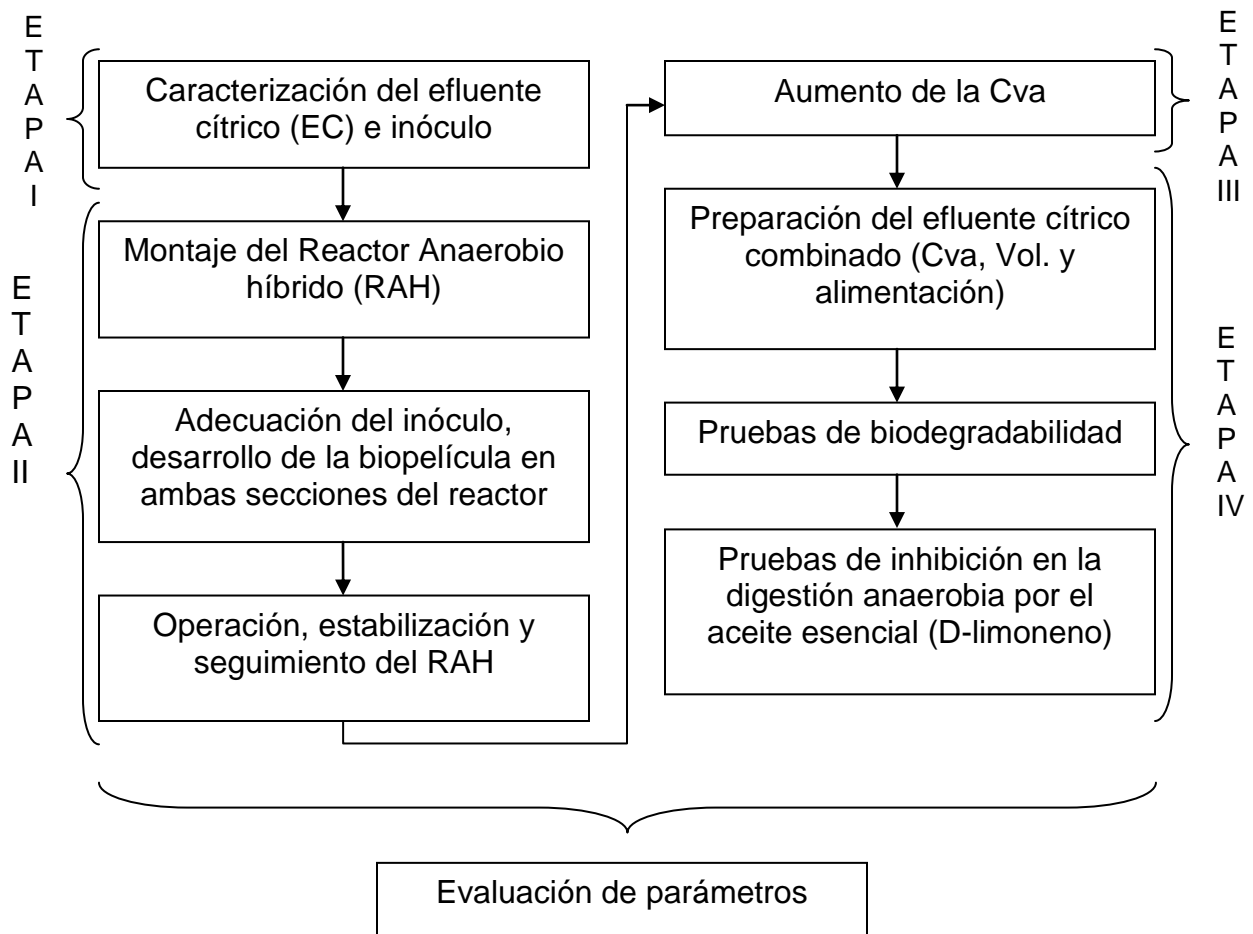 E
T
A
P
A
I
Caracterización del efluente
cítrico (EC) e inóculo
E
T
A
P
A
II
Montaje del Reactor Anaerobio
híbrido (RAH)
Adecuación del inóculo,
desarrollo de la biopelícula en
ambas secciones del reactor
Operación, estabilización y
seguimiento del RAH
Aumento de la Cva
E
T
A
P
A
III
Preparación del efluente cítrico
combinado (Cva, Vol. y
alimentación)
Pruebas de biodegradabilidad
Pruebas de inhibición en la
digestión anaerobia por el
aceite esencial (D-limoneno)
E
T
A
P
A
IV
Evaluación de parámetros